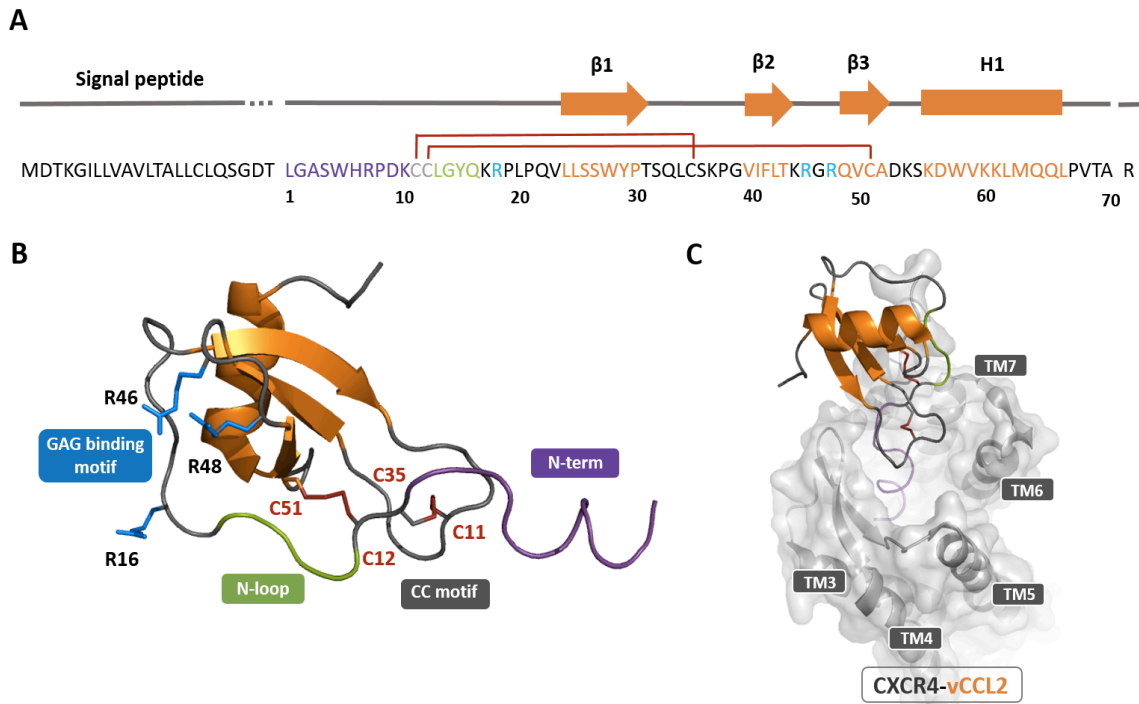 A
Signal peptide
β1
β2
β3
H1
MDTKGILLVAVLTALLCLQSGDT LGASWHRPDKCCLGYQKRPLPQVLLSSWYPTSQLCSKPGVIFLTKRGRQVCADKSKDWVKKLMQQLPVTA R
1 10 20 30 40 50 60 70
B
R46
GAG binding
motif
R48
C35
N-term
C51
C11
R16
C12
N-loop
CC motif
C
TM7
TM6
TM3
TM5
TM4
CXCR4-vCCL2